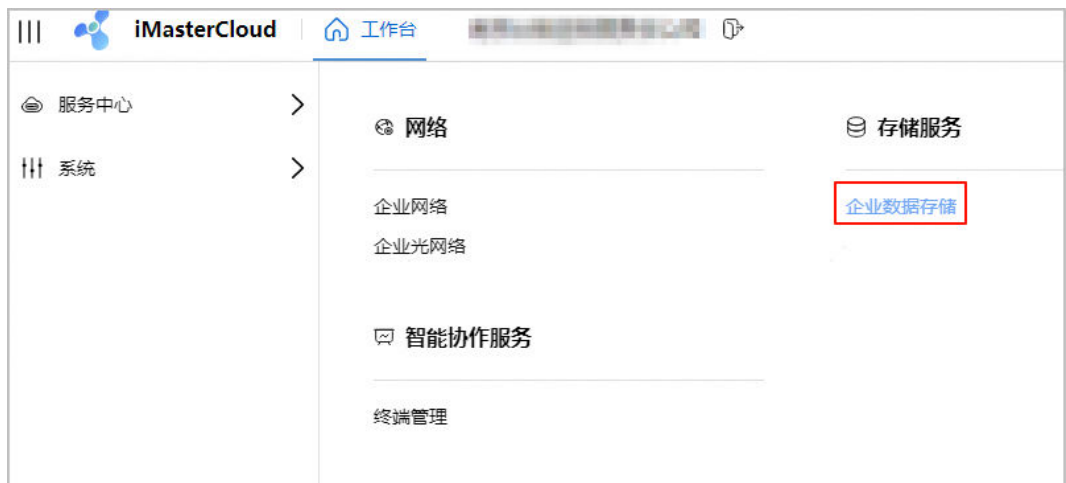 iMasterCloud 工作台
服务中心
系统
网络
企业网络
企业光网络
智能协作服务
终端管理
存储服务
企业数据存储